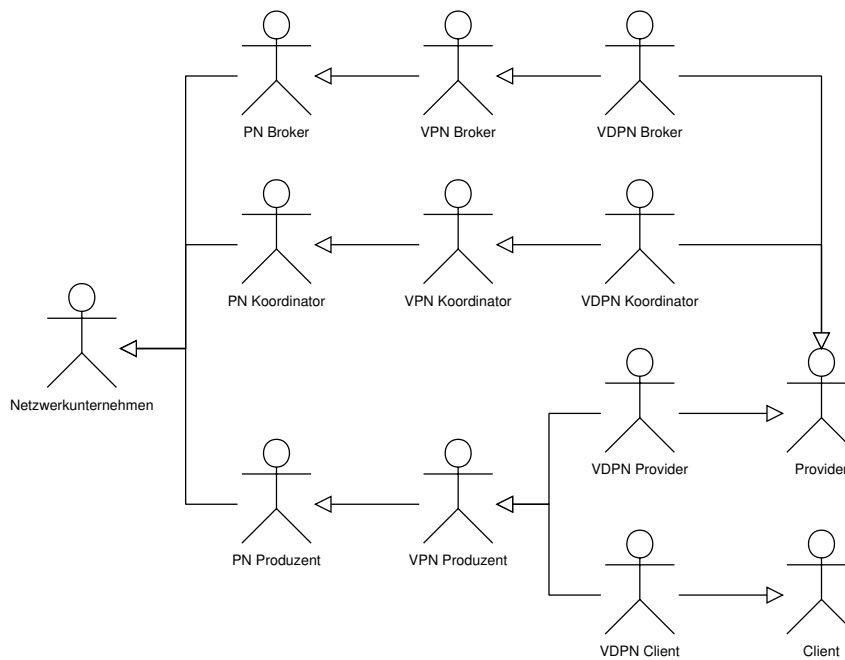 PN Broker
VPN Broker
VDPN Broker
PN Koordinator
VPN Koordinator
VDPN Koordinator
Netzwerkunternehmen
VDPN Provider
Provider
PN Produzent
VPN Produzent
VDPN Client
Client